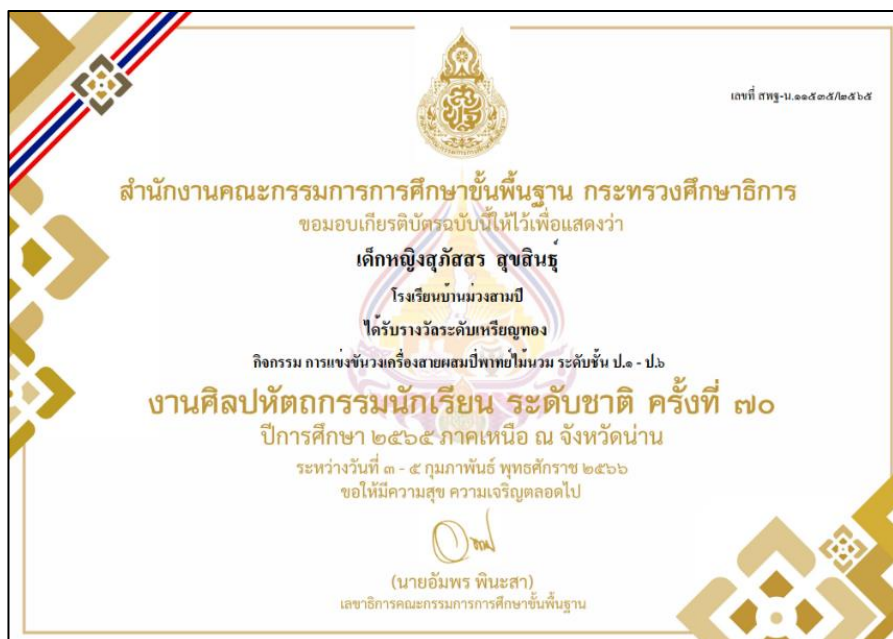 เลขที่ สพฐ-น.๑๑๕๓๕/๒๕๖๕
สำนักงานคณะกรรมการการศึกษาขั้นพื้นฐาน กระทรวงศึกษาธิการ
ขอมอบเกียรติบัตรฉบับนี้ให้ไว้เพื่อแสดงว่า
เด็กหญิงสุภัสสร สุขสินธุ์
โรงเรียนบ้านม่วงสามปี
ได้รับรางวัลระดับเหรียญทอง
กิจกรรม การแข่งขันวงเครื่องสายผสมปี่พาทย์ไม้นวม ระดับชั้น ป.๑ - ป.๖
งานศิลปหัตถกรรมนักเรียน ระดับชาติ ครั้งที่ ๗๐
ปีการศึกษา ๒๕๖๕ ภาคเหนือ ณ จังหวัดน่าน
ระหว่างวันที่ ๓ - ๕ กุมภาพันธ์ พุทธศักราช ๒๕๖๖
ขอให้มีความสุข ความเจริญตลอดไป
(นายอัมพร พินะสา)
เลขาธิการคณะกรรมการการศึกษาขั้นพื้นฐาน